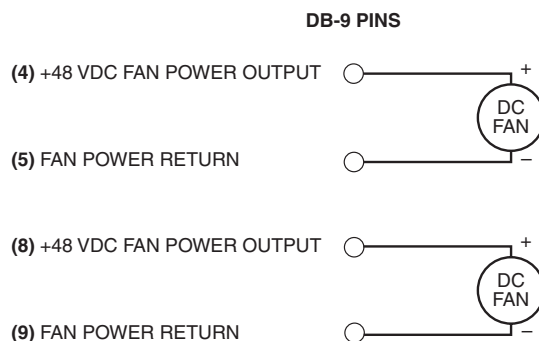 DB-9 PINS
(4) +48 VDC FAN POWER OUTPUT
+
DC
FAN
(5) FAN POWER RETURN
–
(8) +48 VDC FAN POWER OUTPUT
+
DC
FAN
(9) FAN POWER RETURN
–